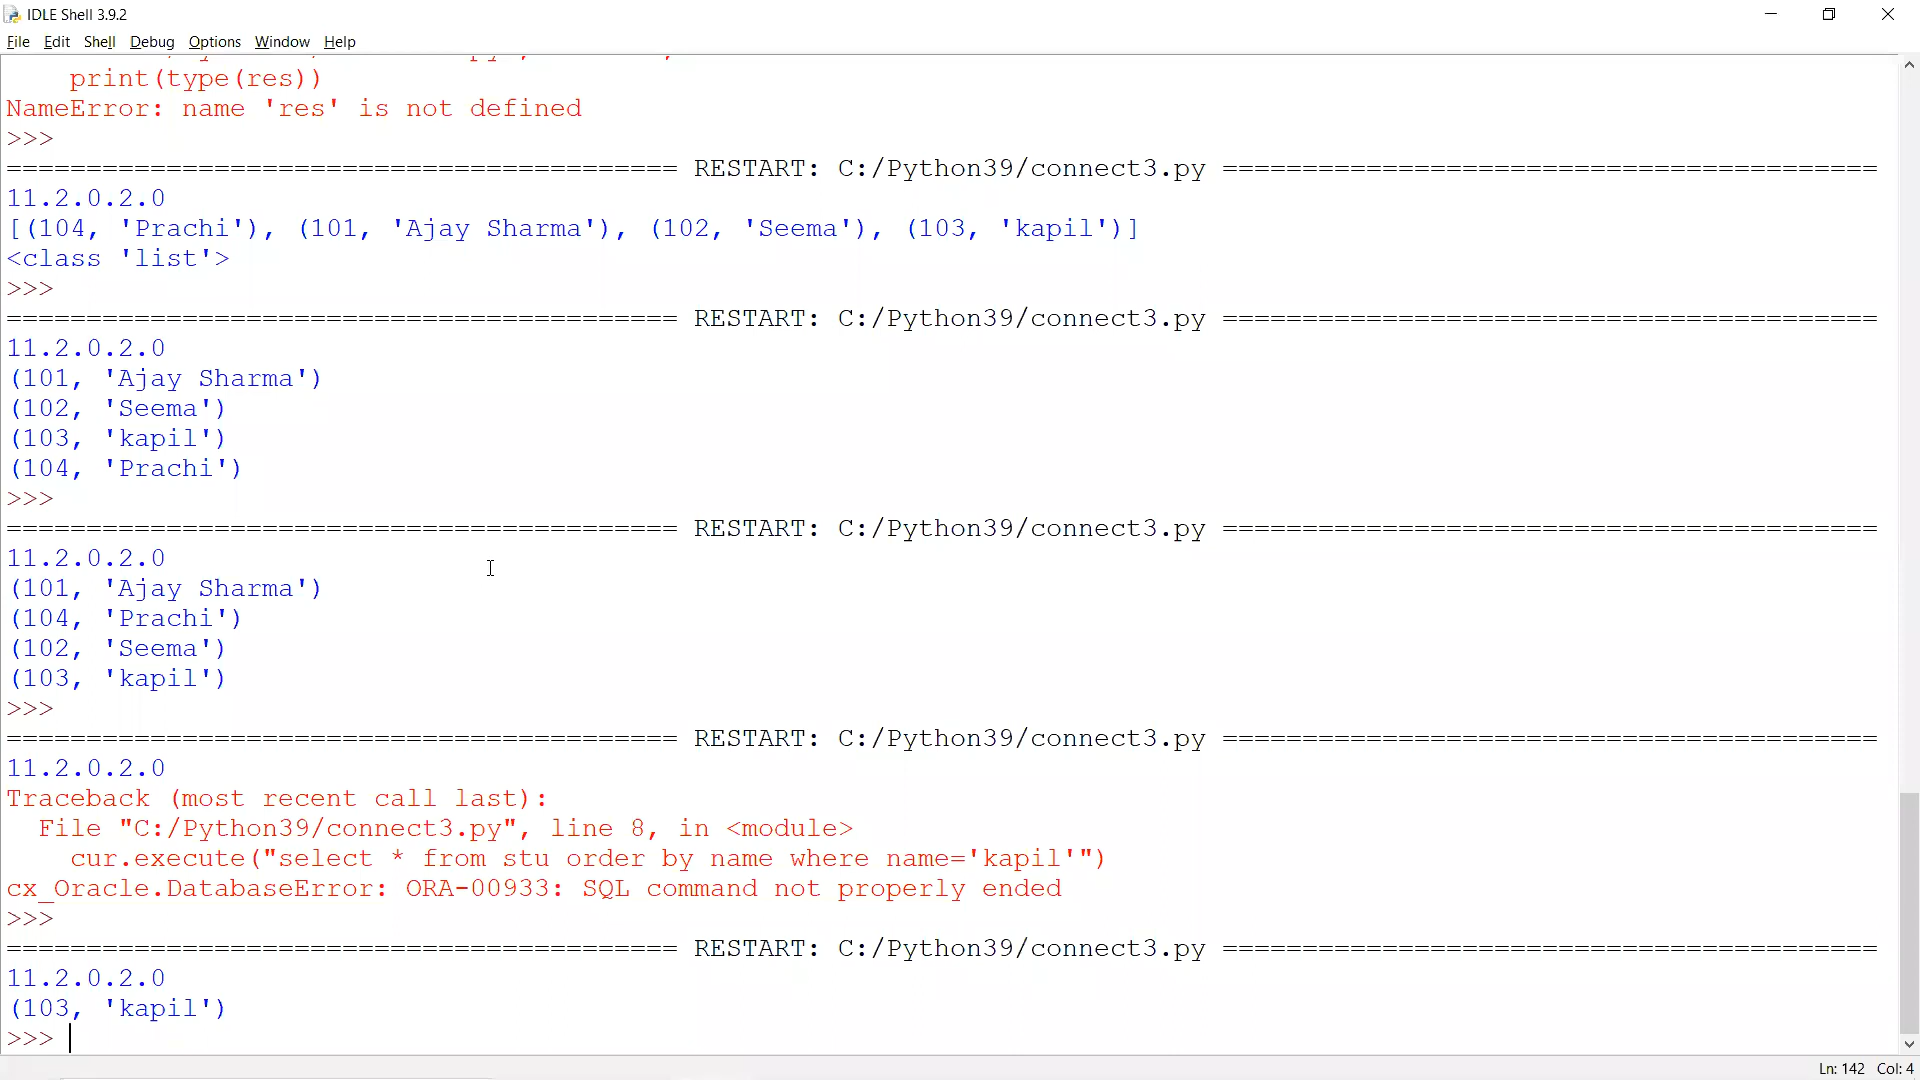 IDLE Shell 3.9.2
File Edit Shell Debug Options Window Help
print(type(res))
NameError: name 'res' is not defined
>>>
========================================== RESTART: C:/Python39/connect3.py =========================================
11.2.0.2.0
[(104, 'Prachi'), (101, 'Ajay Sharma'), (102, 'Seema'), (103, 'kapil')]
<class 'list'>
>>>
========================================== RESTART: C:/Python39/connect3.py =========================================
11.2.0.2.0
(101, 'Ajay Sharma')
(102, 'Seema')
(103, 'kapil')
(104, 'Prachi')
>>>
========================================== RESTART: C:/Python39/connect3.py =========================================
11.2.0.2.0
(101, 'Ajay Sharma')
(104, 'Prachi')
(102, 'Seema')
(103, 'kapil')
>>>
========================================== RESTART: C:/Python39/connect3.py =========================================
11.2.0.2.0
Traceback (most recent call last):
File "C:/Python39/connect3.py", line 8, in <module>
cur.execute("select * from stu order by name where name='kapil'")
cx_Oracle.DatabaseError: ORA-00933: SQL command not properly ended
>>>
========================================== RESTART: C:/Python39/connect3.py =========================================
11.2.0.2.0
(103, 'kapil')
>>>
Ln: 142 Col: 4